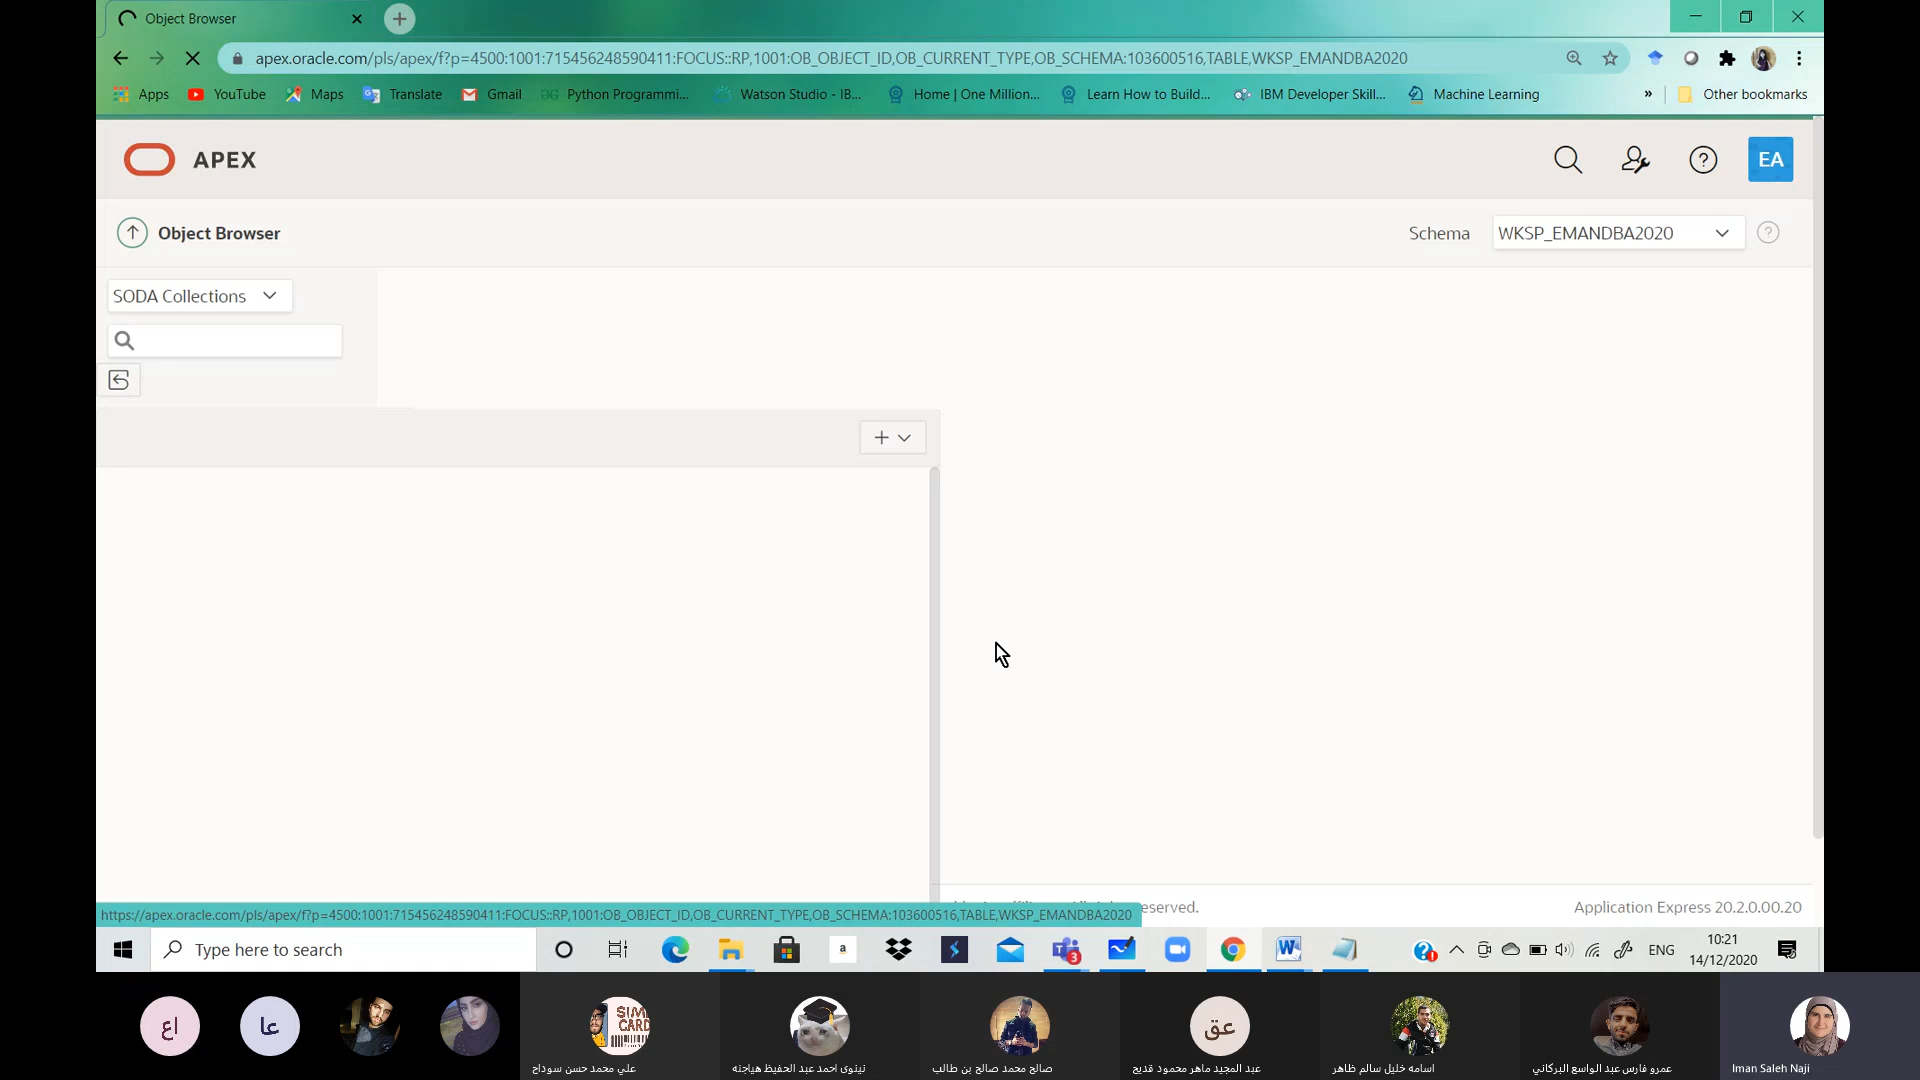 Object Browser
apex.oracle.com/pls/apex/f?p=4500:1001:715456248590411:FOCUS::RP,1001:OB_OBJECT_ID,OB_CURRENT_TYPE,OB_SCHEMA:103600516,TABLE,WKSP_EMANDBA2020
Apps YouTube Maps Translate Gmail Python Programmi... Watson Studio - IB... Home | One Million... Learn How to Build... IBM Developer Skill... Machine Learning » Other bookmarks
APEX ? EA
Object Browser Schema WKSP_EMANDBA2020 ?
SODA Collections
reserved.
Application Express 20.2.0.00.20
https://apex.oracle.com/pls/apex/f?p=4500:1001:715456248590411:FOCUS::RP,1001:OB_OBJECT_ID,OB_CURRENT_TYPE,OB_SCHEMA:103600516,TABLE,WKSP_EMANDBA2020
Type here to search a 3 ENG 10:21
14/12/2020
اع عا SIM CARD عق
علي محمد حسن سوداح
نينوى احمد عبد الحفيظ هياجنه
صالح محمد صالح بن طالب
عبد المجيد ماهر محمود قديح
اسامه خليل سالم ظاهر
عمرو فارس عبد الواسع البركاني
Iman Saleh Naji